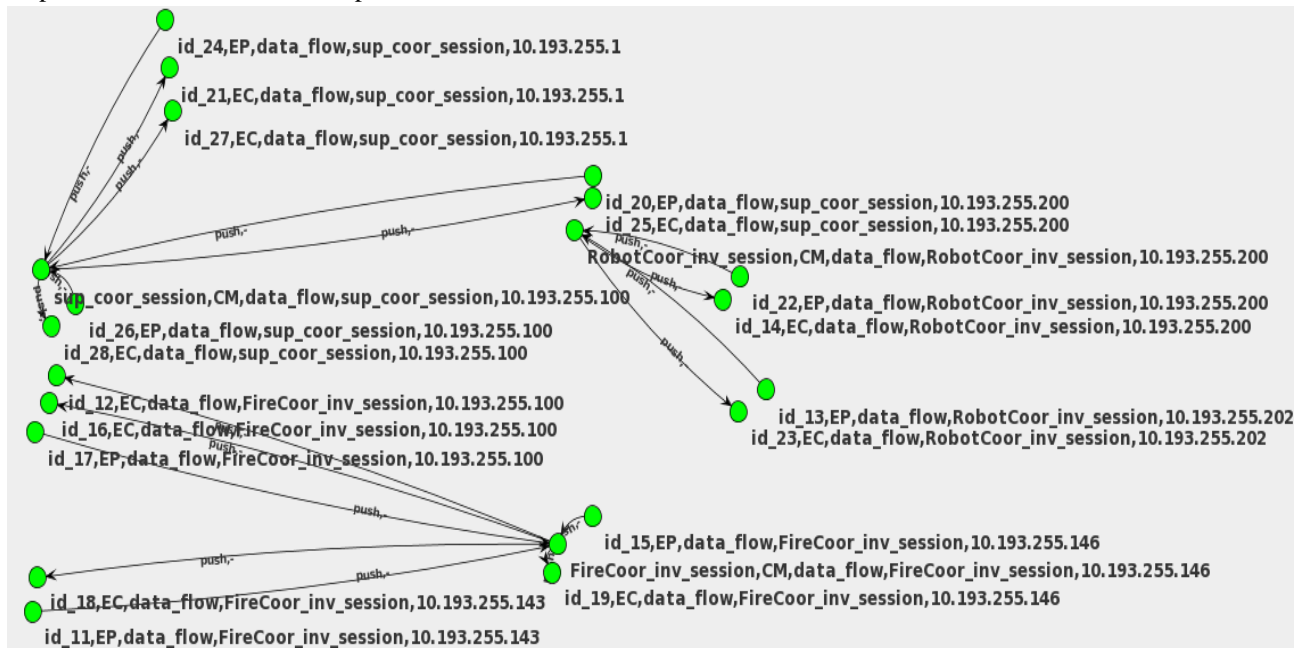 id_24,EP,data_flow,sup_coor_session,10.193.255.1
id_21,EC,data_flow,sup_coor_session,10.193.255.1
id_27,EC,data_flow,sup_coor_session,10.193.255.1
push,
push,-
push,-
id_20,EP,data_flow,sup_coor_session,10.193.255.200
id_25,EC,data_flow,sup_coor_session,10.193.255.200
push,-
push,-
push,-
RobotCoor_inv_session,CM,data_flow,RobotCoor_inv_session,10.193.255.200
push,-
push,
id_22,EP,data_flow,RobotCoor_inv_session,10.193.255.200
id_14,EC,data_flow,RobotCoor_inv_session,10.193.255.200
sup_coor_session,CM,data_flow,sup_coor_session,10.193.255.100
push,-
id_26,EP,data_flow,sup_coor_session,10.193.255.100
id_28,EC,data_flow,sup_coor_session,10.193.255.100
push,-
id_12,EC,data_flow,FireCoor_inv_session,10.193.255.100
id_13,EP,data_flow,RobotCoor_inv_session,10.193.255.202
id_23,EC,data_flow,RobotCoor_inv_session,10.193.255.202
id_16,EC,data_flow,FireCoor_inv_session,10.193.255.100
id_17,EP,data_flow,FireCoor_inv_session,10.193.255.100
push,-
push,-
id_15,EP,data_flow,FireCoor_inv_session,10.193.255.146
FireCoor_inv_session,CM,data_flow,FireCoor_inv_session,10.193.255.146
id_19,EC,data_flow,FireCoor_inv_session,10.193.255.146
push,-
push,-
id_18,EC,data_flow,FireCoor_inv_session,10.193.255.143
id_11,EP,data_flow,FireCoor_inv_session,10.193.255.143